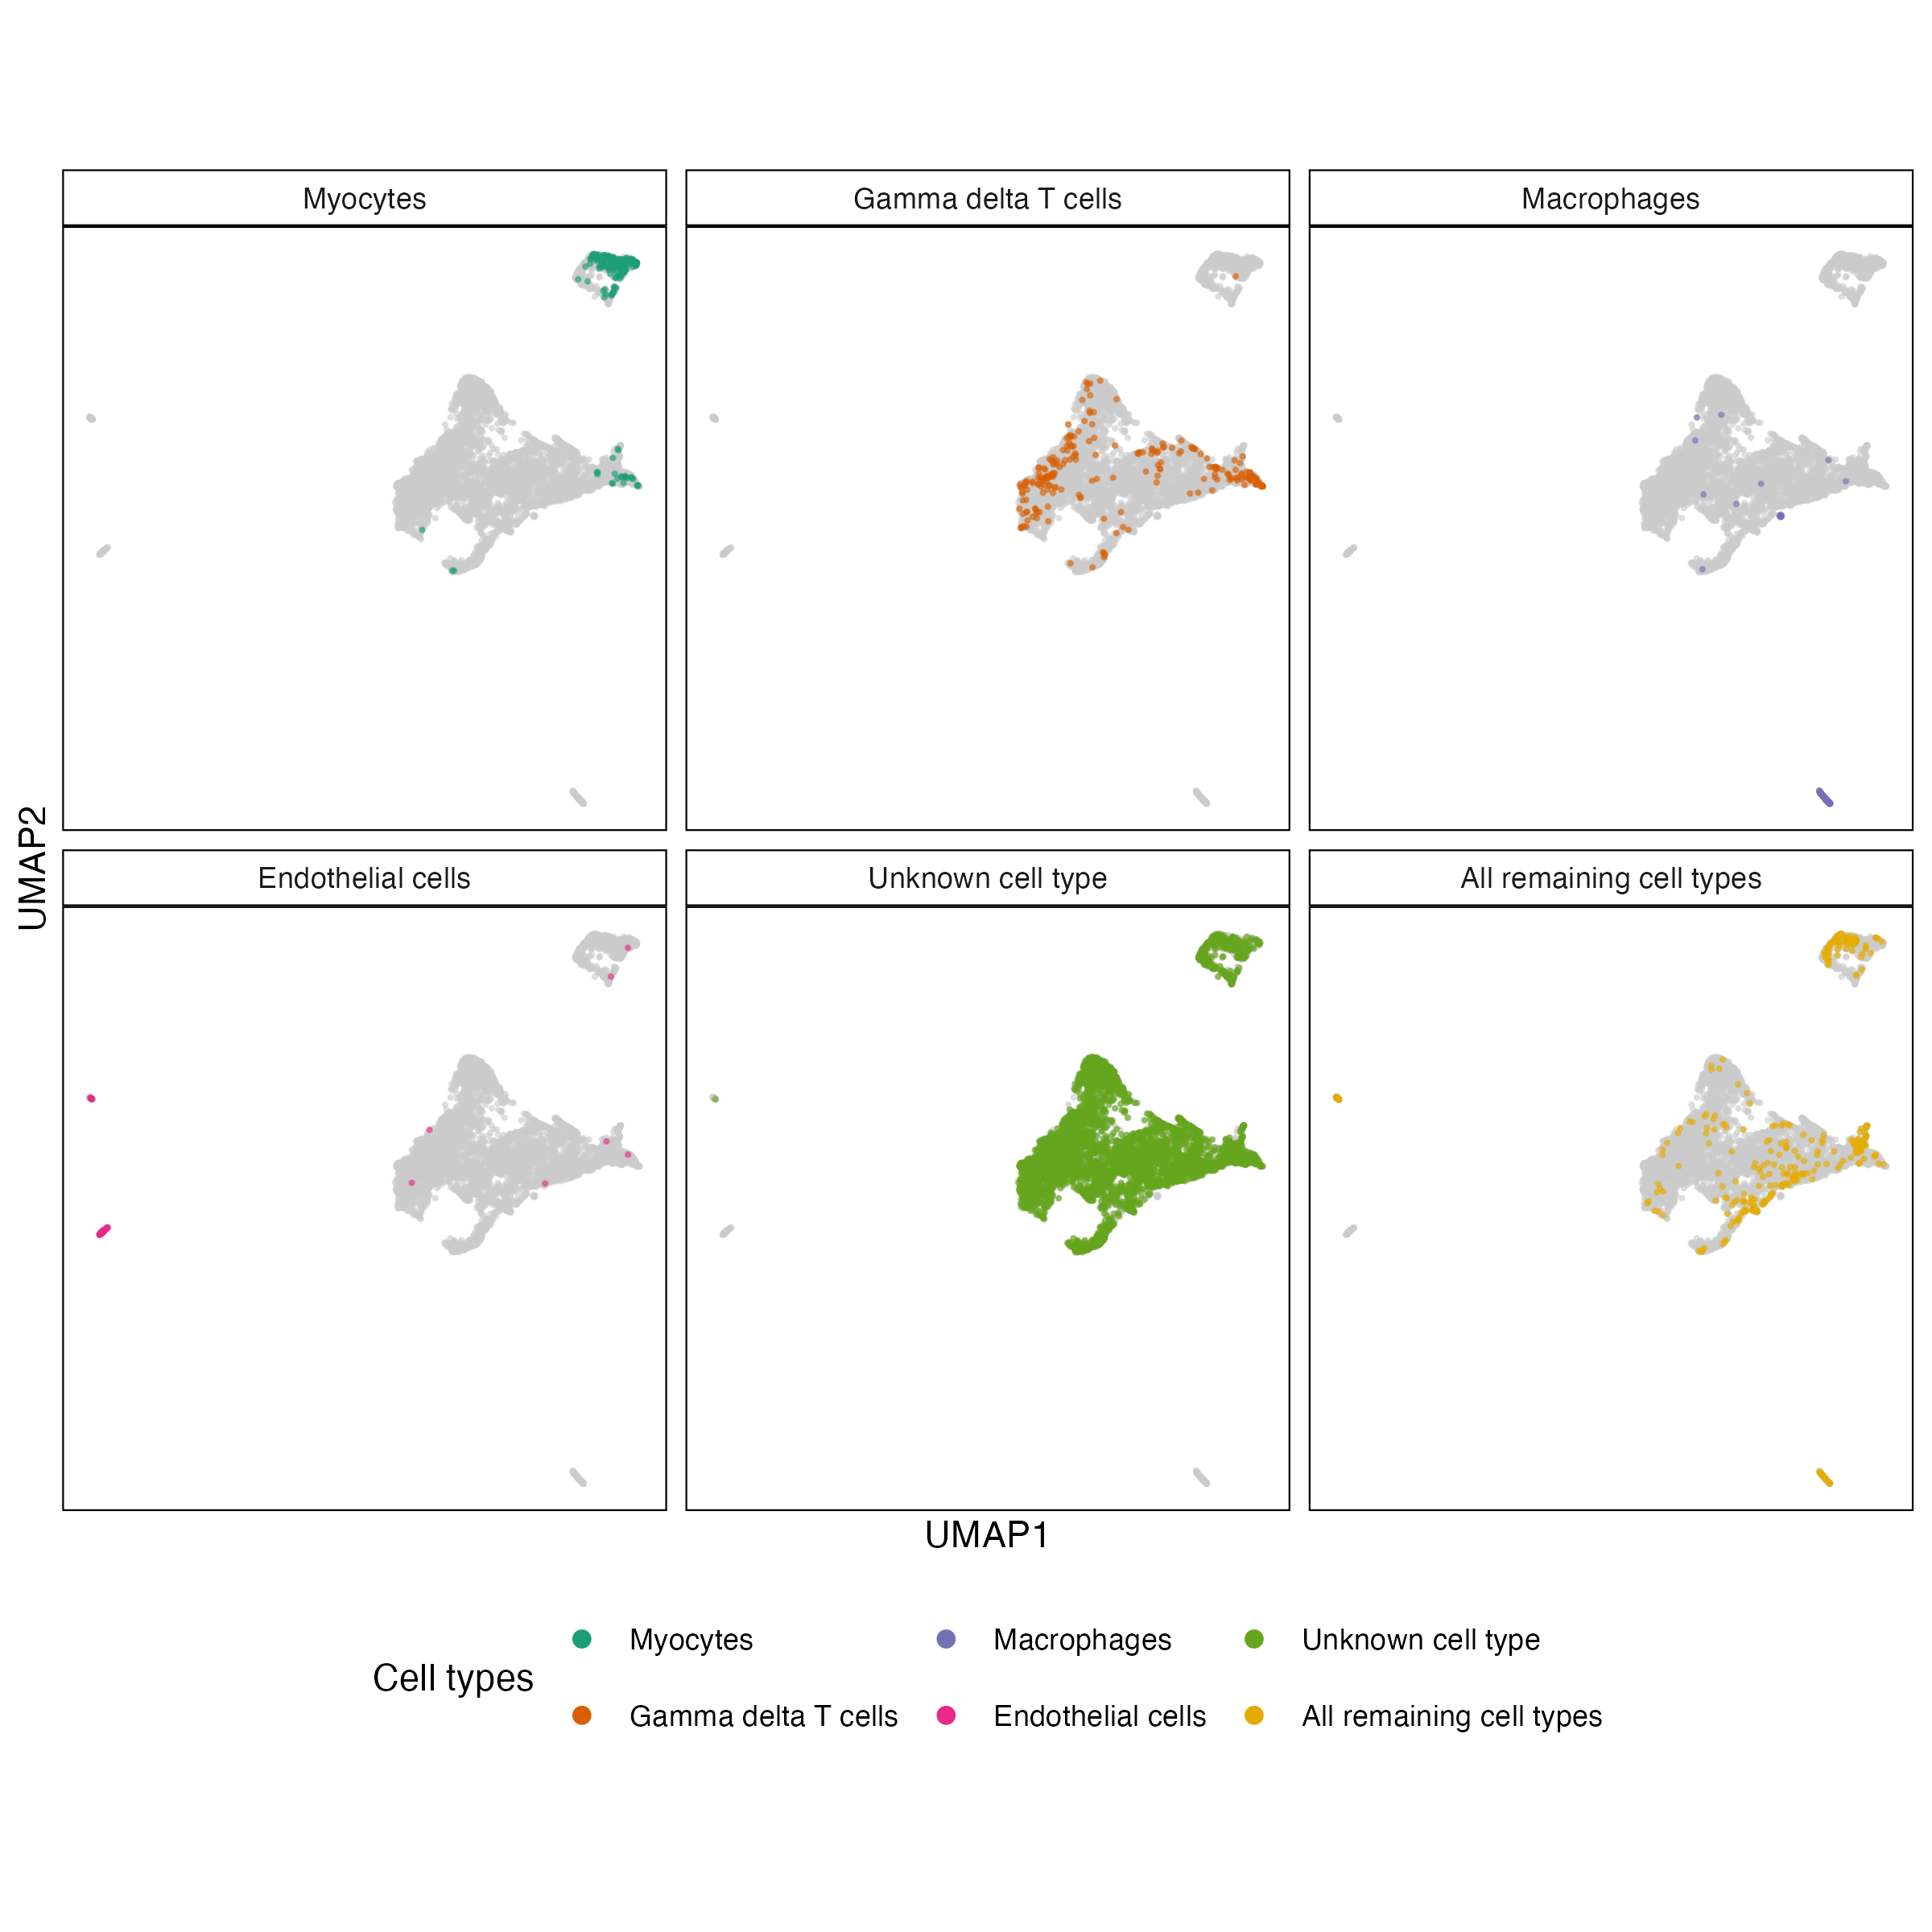 Myocytes
Gamma delta T cells
Macrophages
UMAP2
Endothelial cells
Unknown cell type
All remaining cell types
UMAP1
Cell types
Myocytes
Macrophages
Unknown cell type
Gamma delta T cells
Endothelial cells
All remaining cell types